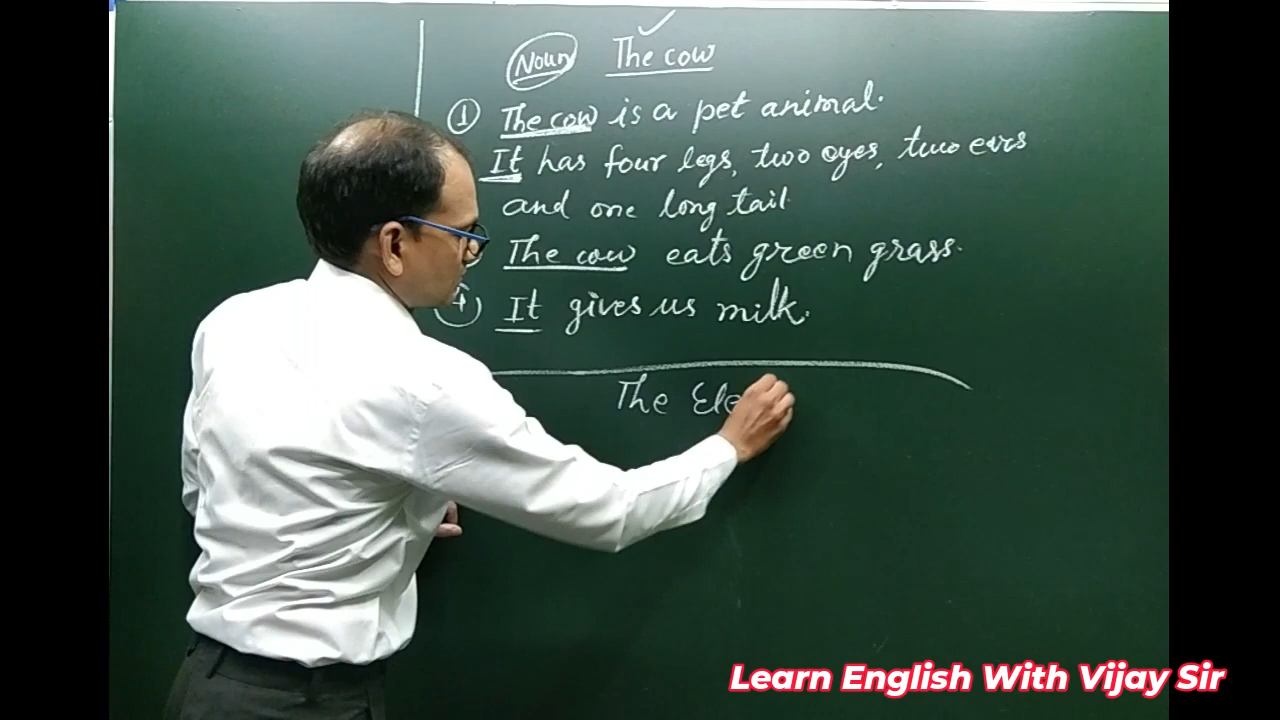 Noun The cow
① The cow is a pet animal.
It has four legs, two eyes, two ears
and one long tail.
The cow eats green grass.
④ It gives us milk.
The Ele
Learn English With Vijay Sir